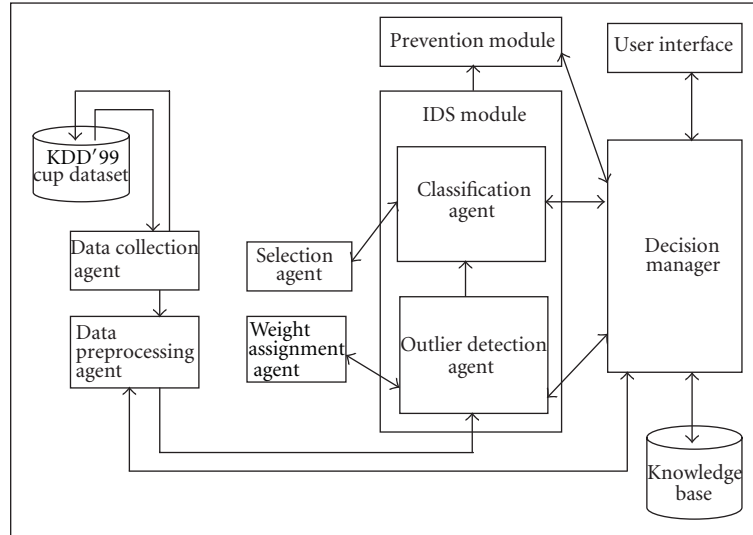 Prevention module
User interface
IDS module
KDD'99
cup dataset
Classification
agent
Data collection
agent
Selection
agent
Decision
manager
Data
preprocessing
agent
Weight
assignment
agent
Outlier detection
agent
Knowledge
base